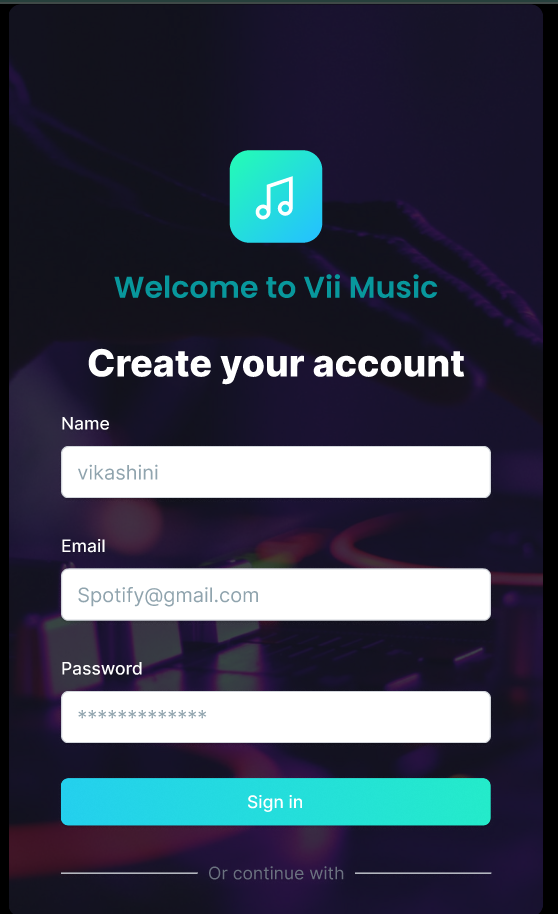 Welcome to Vii Music
Create your account
Name
vikashini
Email
Spotify@gmail.com
Password
*************
Sign in
Or continue with